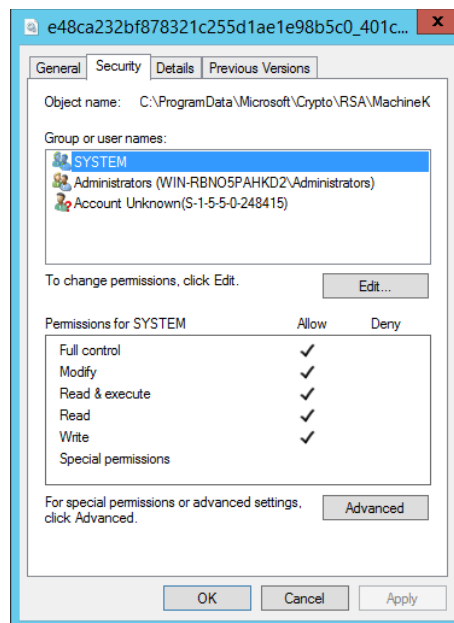 e48ca232bf878321c255d1ae1e98b5c0_401c... x
General Security Details Previous Versions
Object name: C:\ProgramData\Microsoft\Crypto\RSA\MachineK
Group or user names:
SYSTEM
Administrators (WIN-RBNO5PAHKD2\Administrators)
Account Unknown(S-1-5-5-0-248415)
To change permissions, click Edit. Edit...
Permissions for SYSTEM Allow Deny
Full control
Modify
Read & execute
Read
Write
Special permissions
For special permissions or advanced settings, Advanced
click Advanced.
OK Cancel Apply